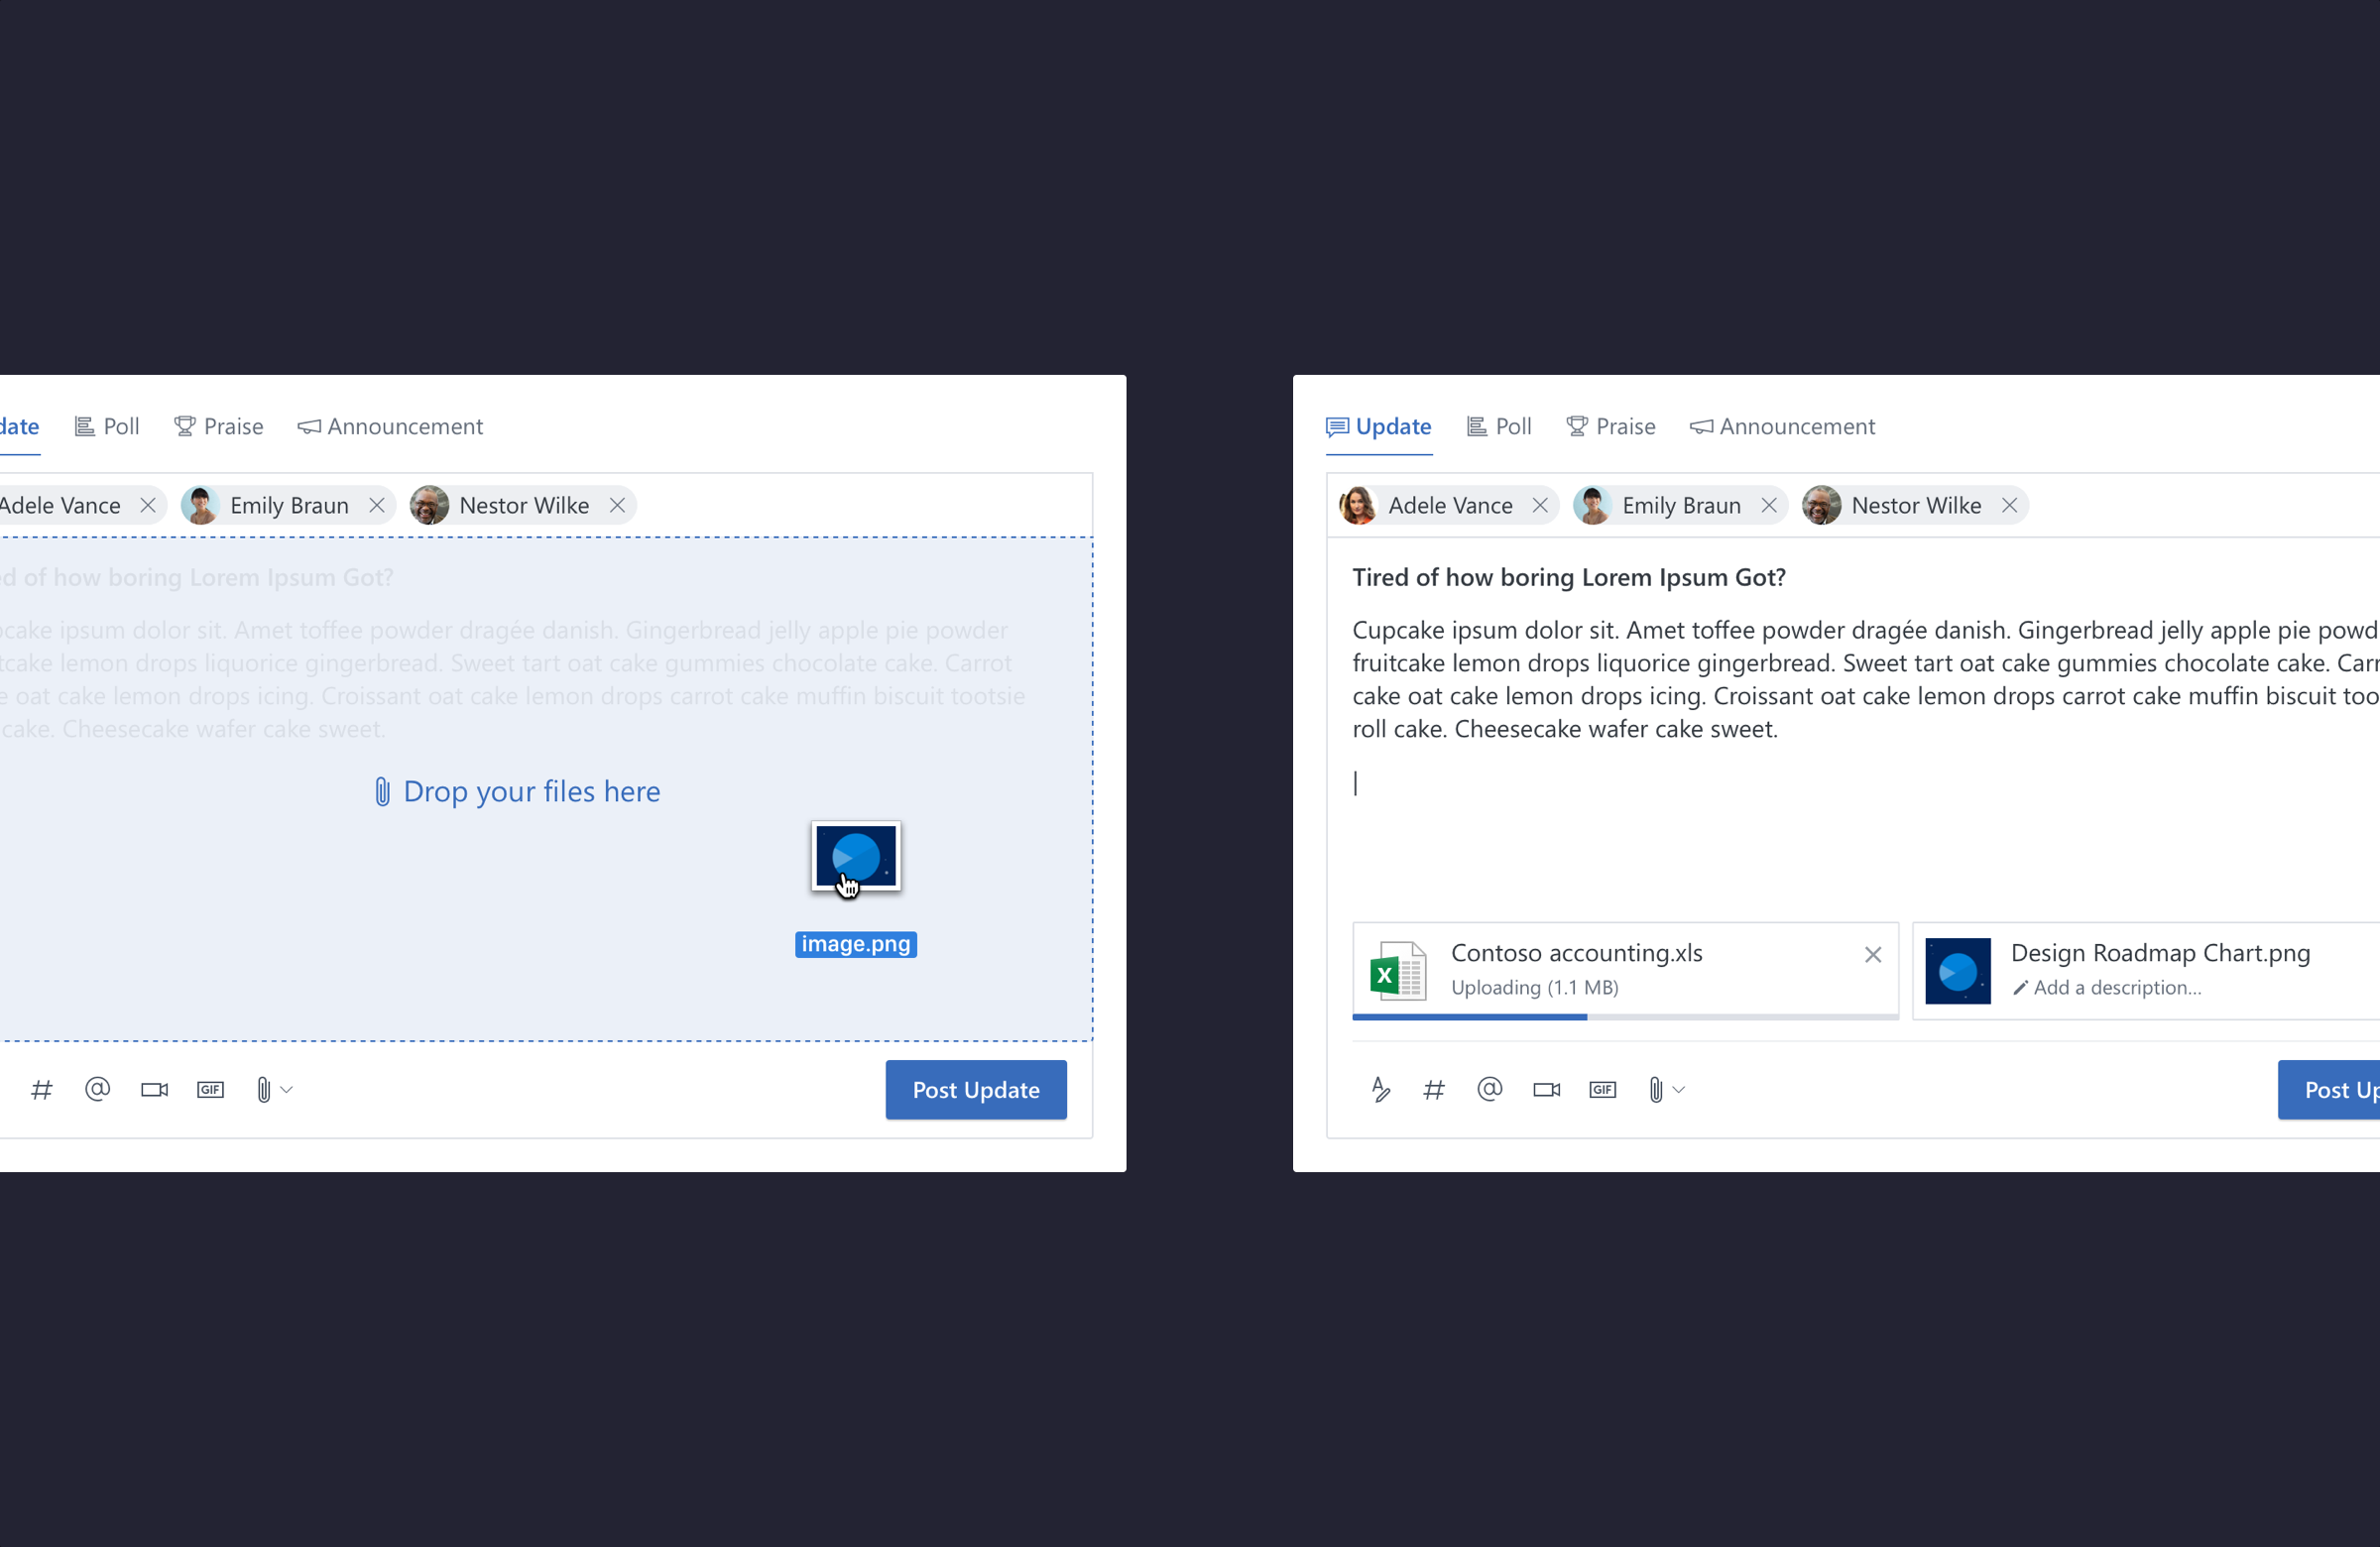 date Poll Praise Announcement
Adele Vance Emily Braun Nestor Wilke
ed of how boring Lorem Ipsum Got?
cake ipsum dolor sit. Amet toffee powder dragée danish. Gingerbread jelly apple pie powder
tcake lemon drops liquorice gingerbread. Sweet tart oat cake gummies chocolate cake. Carrot
e oat cake lemon drops icing. Croissant oat cake lemon drops carrot cake muffin biscuit tootsie
cake. Cheesecake wafer cake sweet.
Drop your files here
image.png
# @ GIF Post Update
Update Poll Praise Announcement
Adele Vance Emily Braun Nestor Wilke
Tired of how boring Lorem Ipsum Got?
Cupcake ipsum dolor sit. Amet toffee powder dragée danish. Gingerbread jelly apple pie powd
fruitcake lemon drops liquorice gingerbread. Sweet tart oat cake gummies chocolate cake. Carr
cake oat cake lemon drops icing. Croissant oat cake lemon drops carrot cake muffin biscuit too
roll cake. Cheesecake wafer cake sweet.
Contoso accounting.xls
Uploading (1.1 MB)
Design Roadmap Chart.png
Add a description...
# @ GIF Post Up